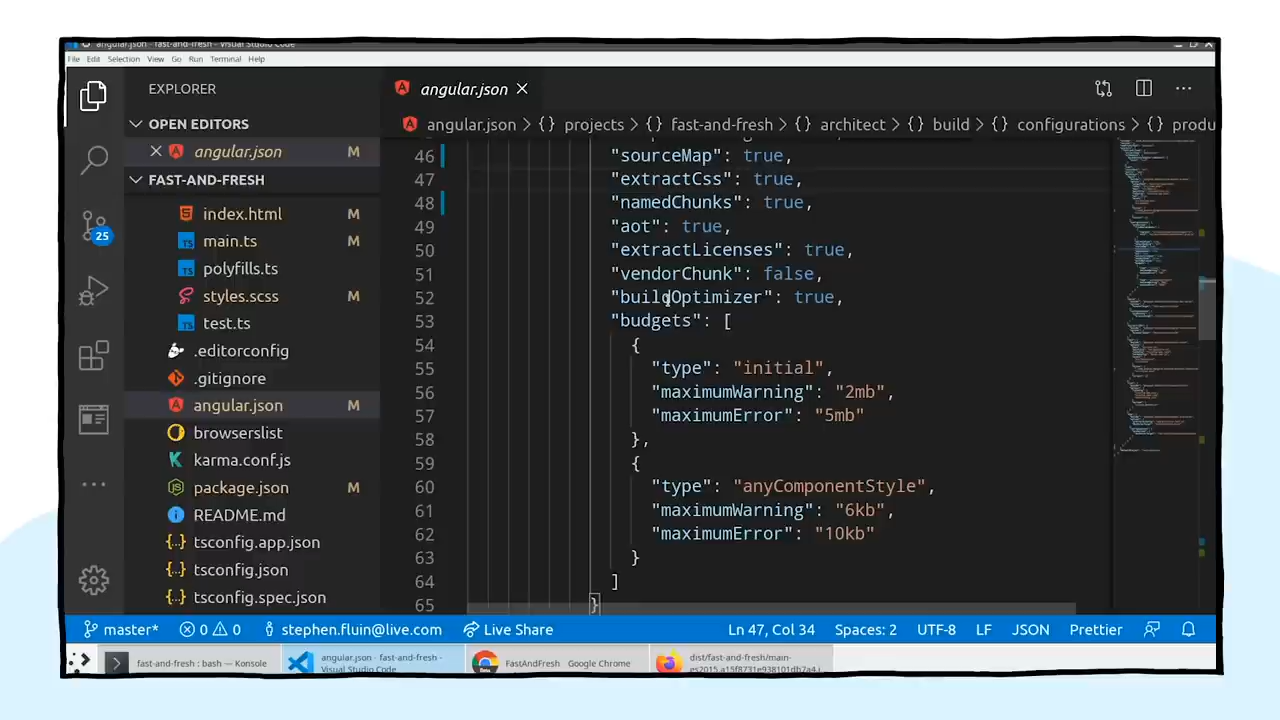 angular.json - fast-and-fresh - Visual Studio Code
File Edit Selection View Go Run Terminal Help
EXPLORER
OPEN EDITORS
angular.json M
FAST-AND-FRESH
index.html M
main.ts M
polyfills.ts
styles.scss M
test.ts
.editorconfig
.gitignore
angular.json M
browserslist
karma.conf.js
package.json M
README.md
tsconfig.app.json
tsconfig.json
tsconfig.spec.json
25
angular.json
angular.json > {} projects > {} fast-and-fresh > {} architect > {} build > {} configurations > {} produ
46 "sourceMap": true,
47 "extractCss": true,
48 "namedChunks": true,
49 "aot": true,
50 "extractLicenses": true,
51 "vendorChunk": false,
52 "buildOptimizer": true,
53 "budgets": [
54 {
55 "type": "initial",
56 "maximumWarning": "2mb",
57 "maximumError": "5mb"
58 },
59 {
60 "type": "anyComponentStyle",
61 "maximumWarning": "6kb",
62 "maximumError": "10kb"
63 }
64 ]
65 }
master* 0 0 stephen.fluin@live.com Live Share Ln 47, Col 34 Spaces: 2 UTF-8 LF JSON Prettier
fast-and-fresh : bash — Konsole
angular.json - fast-and-fresh -
Visual Studio Code
FastAndFresh Google Chrome
dist/fast-and-fresh/main-